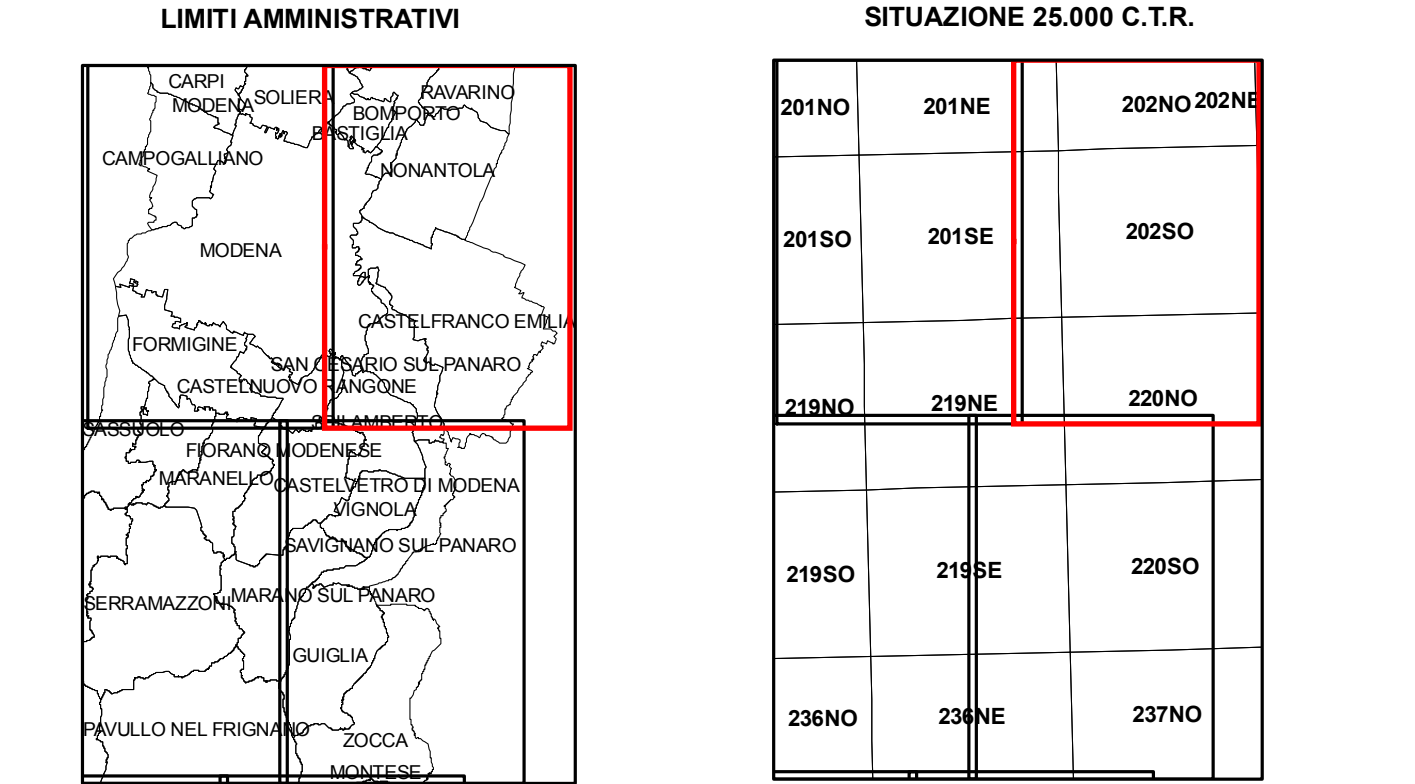 LIMITI AMMINISTRATIVI
CARPI
RAVARINO
SOLIERA
MODENA
BOMPORTO
BASTIGLIA
CAMPOGALLIANO
NONANTOLA
MODENA
CASTELFRANCO EMILIA
FORMIGINE
SAN CESARIO SUL PANARO
CASTELNUOVO RANGONE
SPILAMBERTO
SASSUOLO
FIORANO MODENESE
MARANELLO
CASTELVETRO DI MODENA
VIGNOLA
SAVIGNANO SUL PANARO
SERRAMAZZONI
MARANO SUL PANARO
GUIGLIA
PAVULLO NEL FRIGNANO
ZOCCA
MONTESE
SITUAZIONE 25.000 C.T.R.
201NO 201NE 202NO 202NE
201SO 201SE 202SO
219NO 219NE 220NO
219SO 219SE 220SO
236NO 236NE 237NO